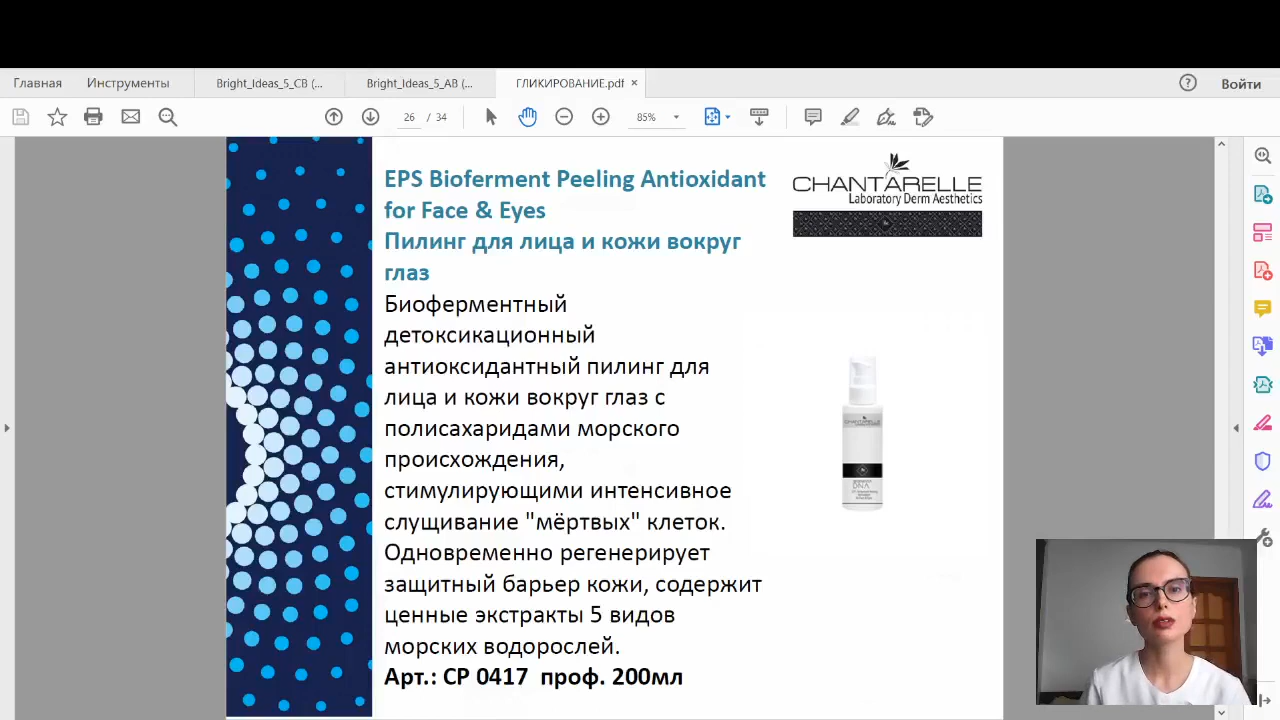 Главная Инструменты Bright_Ideas_5_CB (... Bright_Ideas_5_AB (... ГЛИКИРОВАНИЕ.pdf × Войти
26 / 34 85%
EPS Bioferment Peeling Antioxidant
for Face & Eyes
Пилинг для лица и кожи вокруг
глаз
Биоферментный
детоксикационный
антиоксидантный пилинг для
лица и кожи вокруг глаз с
полисахаридами морского
происхождения,
стимулирующими интенсивное
слущивание "мёртвых" клеток.
Одновременно регенерирует
защитный барьер кожи, содержит
ценные экстракты 5 видов
морских водорослей.
Арт.: CP 0417 проф. 200мл
CHANTARELLE
Laboratory Derm Aesthetics
CHANTARELLE
DNA